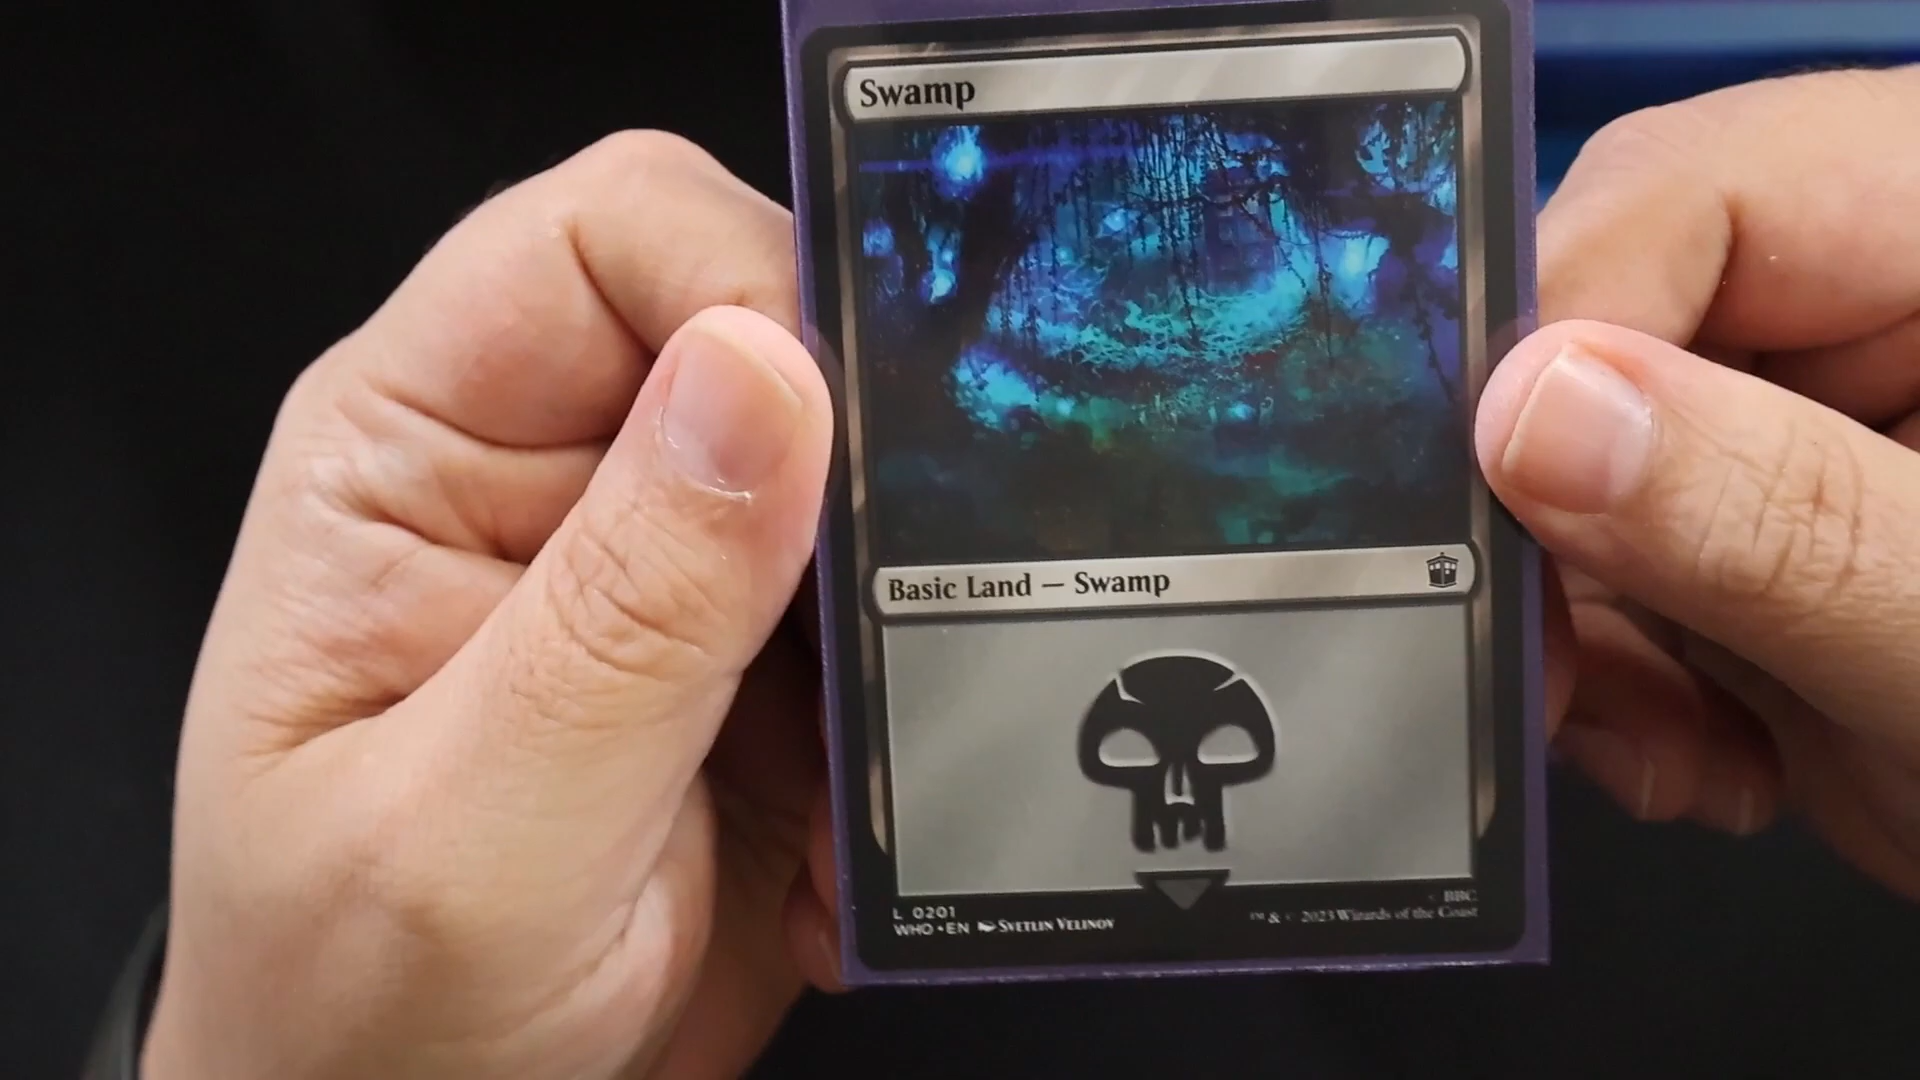 Swamp
Basic Land — Swamp
L 0201
WHO • EN Svetlin Velinov
© BBC
™ & © 2023 Wizards of the Coast